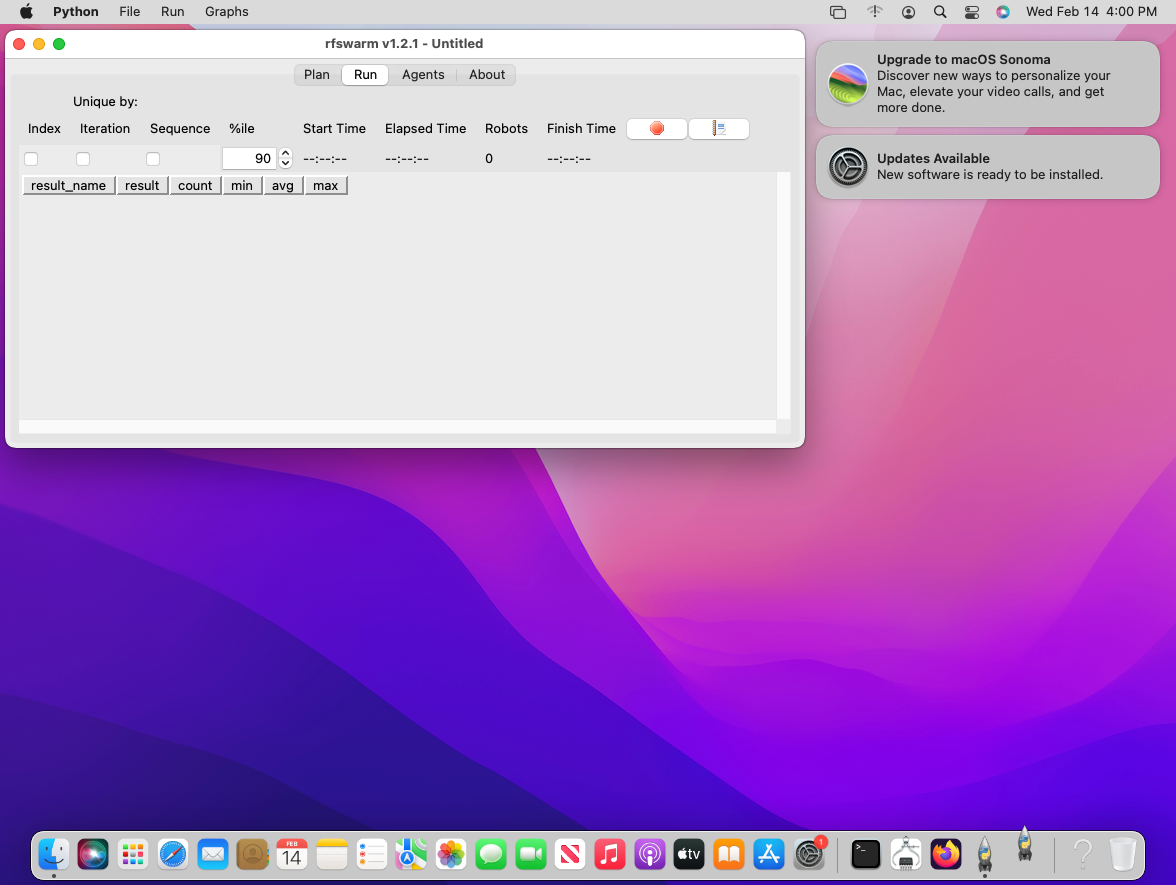 Python File Run Graphs Wed Feb 14 4:00 PM
rfswarm v1.2.1 - Untitled
Plan Run Agents About
Unique by:
Index Iteration Sequence %ile Start Time Elapsed Time Robots Finish Time
90 --:--:-- --:--:-- 0 --:--:--
result_name result count min avg max
Upgrade to macOS Sonoma
Discover new ways to personalize your
Mac, elevate your video calls, and get
more done.
Updates Available
New software is ready to be installed.
FEB
14
tv
1
>_
?